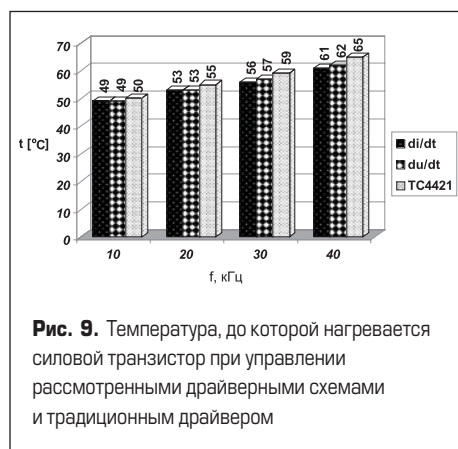 70
60
50
40
30
20
10
0
t [°C]
49
49
50
53
53
55
56
57
59
61
62
65
10
20
30
40
f, кГц
di/dt
du/dt
TC4421
Рис. 9. Температура, до которой нагревается
силовой транзистор при управлении
рассмотренными драйверными схемами
и традиционным драйвером